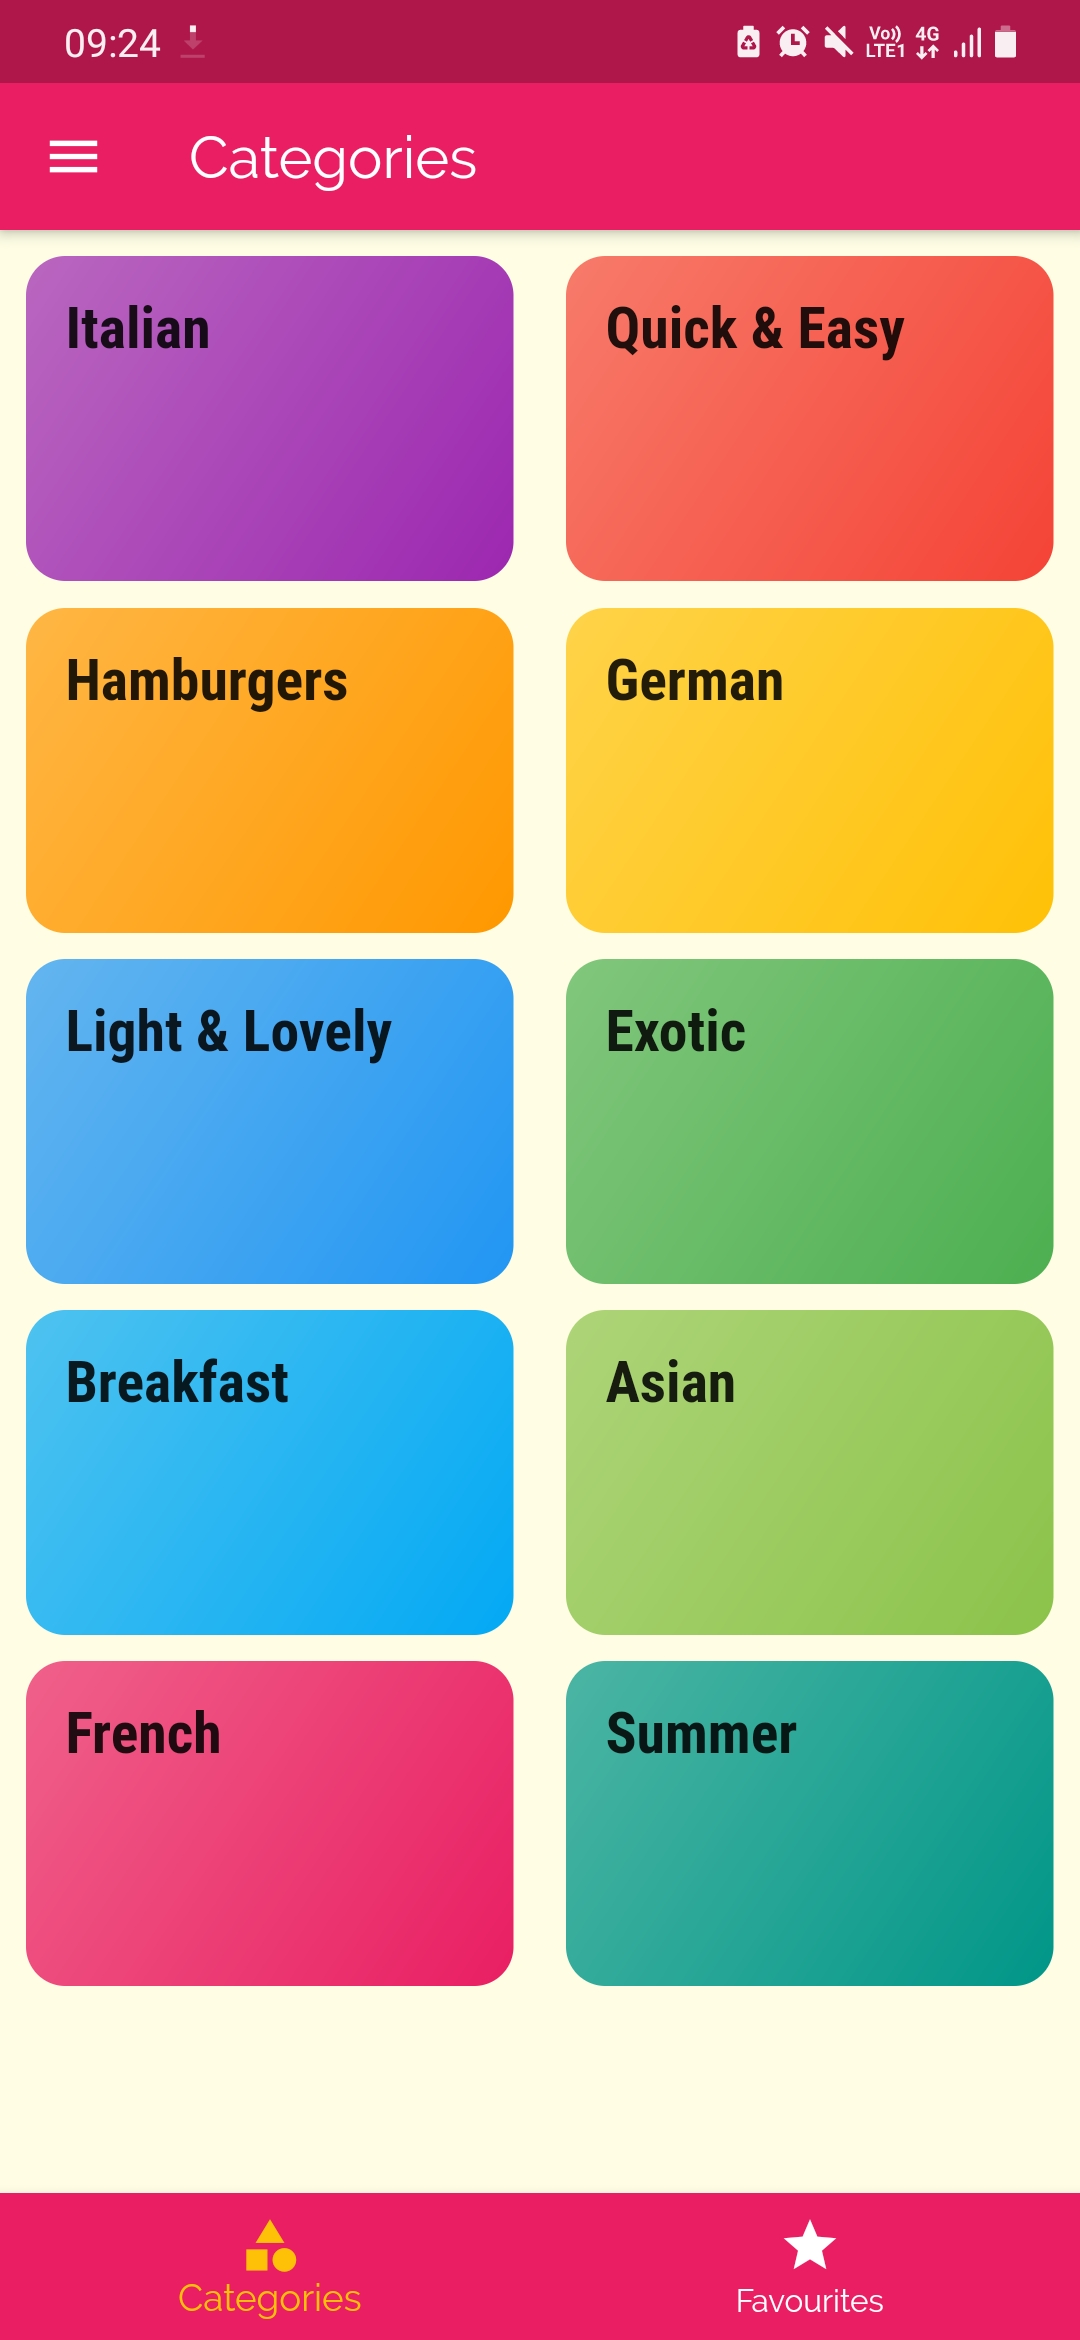 09:24
Vo)) 4G
LTE1
Categories
Italian
Quick & Easy
Hamburgers
German
Light & Lovely
Exotic
Breakfast
Asian
French
Summer
Categories
Favourites